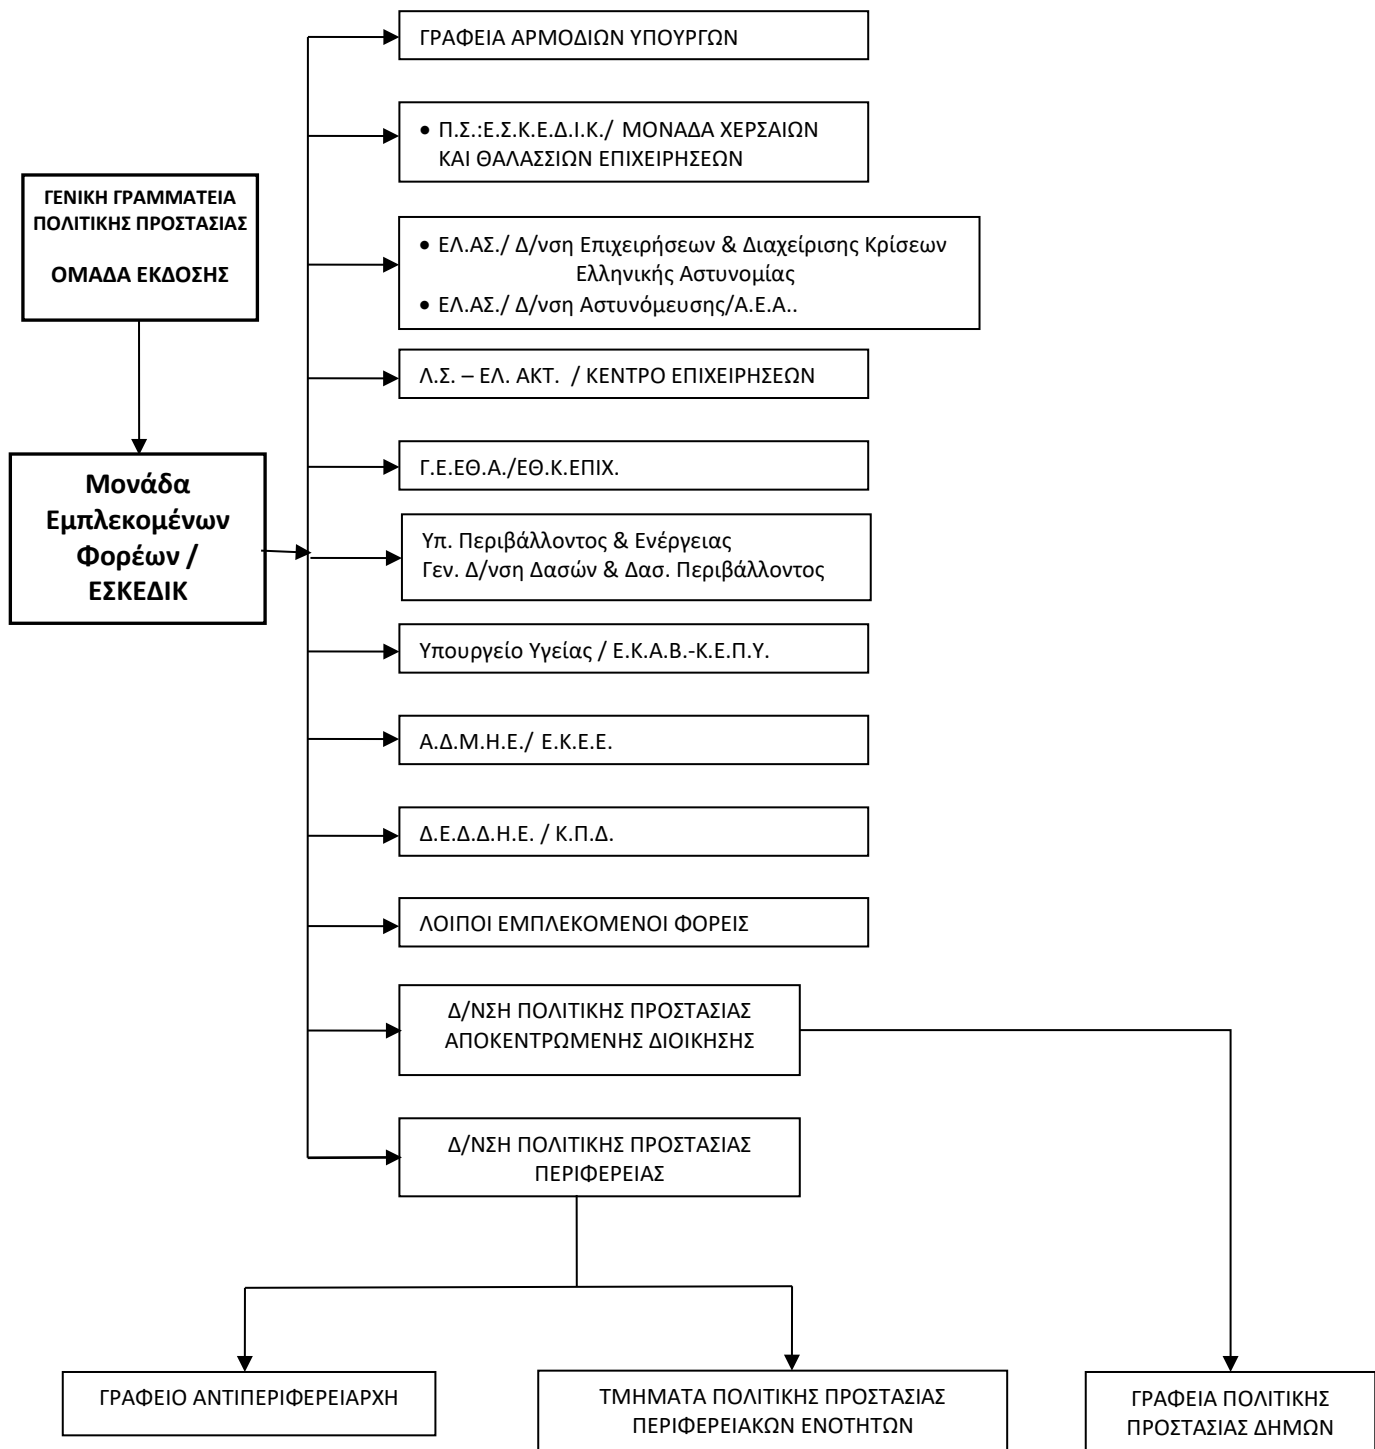 ΓΡΑΦΕΙΑ ΑΡΜΟΔΙΩΝ ΥΠΟΥΡΓΩΝ
• Π.Σ.:Ε.Σ.Κ.Ε.Δ.Ι.Κ./ ΜΟΝΑΔΑ ΧΕΡΣΑΙΩΝ
ΚΑΙ ΘΑΛΑΣΣΙΩΝ ΕΠΙΧΕΙΡΗΣΕΩΝ
ΓΕΝΙΚΗ ΓΡΑΜΜΑΤΕΙΑ
ΠΟΛΙΤΙΚΗΣ ΠΡΟΣΤΑΣΙΑΣ
ΟΜΑΔΑ ΕΚΔΟΣΗΣ
• ΕΛ.ΑΣ./ Δ/νση Επιχειρήσεων & Διαχείρισης Κρίσεων
Ελληνικής Αστυνομίας
• ΕΛ.ΑΣ./ Δ/νση Αστυνόμευσης/Α.Ε.Α..
Λ.Σ. – ΕΛ. ΑΚΤ. / ΚΕΝΤΡΟ ΕΠΙΧΕΙΡΗΣΕΩΝ
Γ.Ε.ΕΘ.Α./ΕΘ.Κ.ΕΠΙΧ.
Μονάδα
Εμπλεκομένων
Φορέων /
ΕΣΚΕΔΙΚ
Υπ. Περιβάλλοντος & Ενέργειας
Γεν. Δ/νση Δασών & Δασ. Περιβάλλοντος
Υπουργείο Υγείας / Ε.Κ.Α.Β.-Κ.Ε.Π.Υ.
Α.Δ.Μ.Η.Ε./ Ε.Κ.Ε.Ε.
Δ.Ε.Δ.Δ.Η.Ε. / Κ.Π.Δ.
ΛΟΙΠΟΙ ΕΜΠΛΕΚΟΜΕΝΟΙ ΦΟΡΕΙΣ
Δ/ΝΣΗ ΠΟΛΙΤΙΚΗΣ ΠΡΟΣΤΑΣΙΑΣ
ΑΠΟΚΕΝΤΡΩΜΕΝΗΣ ΔΙΟΙΚΗΣΗΣ
Δ/ΝΣΗ ΠΟΛΙΤΙΚΗΣ ΠΡΟΣΤΑΣΙΑΣ
ΠΕΡΙΦΕΡΕΙΑΣ
ΓΡΑΦΕΙΟ ΑΝΤΙΠΕΡΙΦΕΡΕΙΑΡΧΗ
ΤΜΗΜΑΤΑ ΠΟΛΙΤΙΚΗΣ ΠΡΟΣΤΑΣΙΑΣ
ΠΕΡΙΦΕΡΕΙΑΚΩΝ ΕΝΟΤΗΤΩΝ
ΓΡΑΦΕΙΑ ΠΟΛΙΤΙΚΗΣ
ΠΡΟΣΤΑΣΙΑΣ ΔΗΜΩΝ